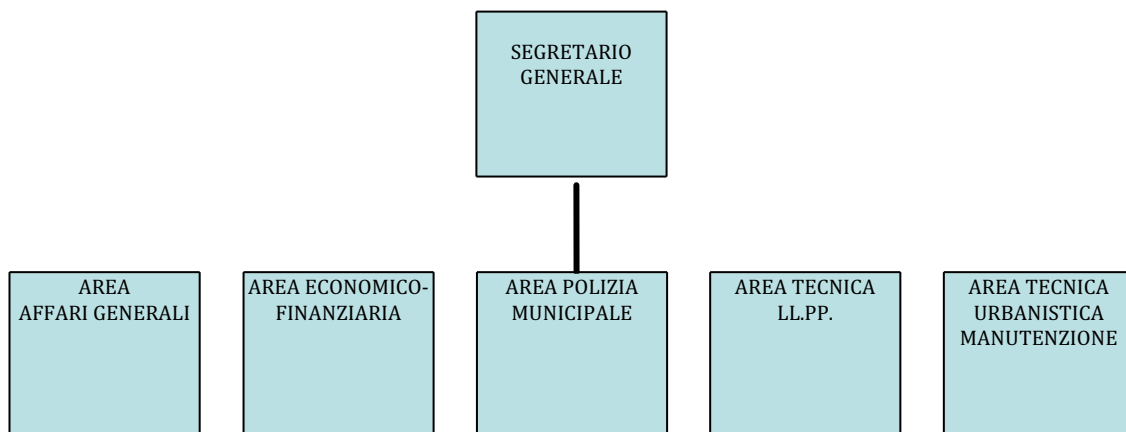 SEGRETARIO
GENERALE
AREA
AFFARI GENERALI
AREA ECONOMICO-
FINANZIARIA
AREA POLIZIA
MUNICIPALE
AREA TECNICA
LL.PP.
AREA TECNICA
URBANISTICA
MANUTENZIONE